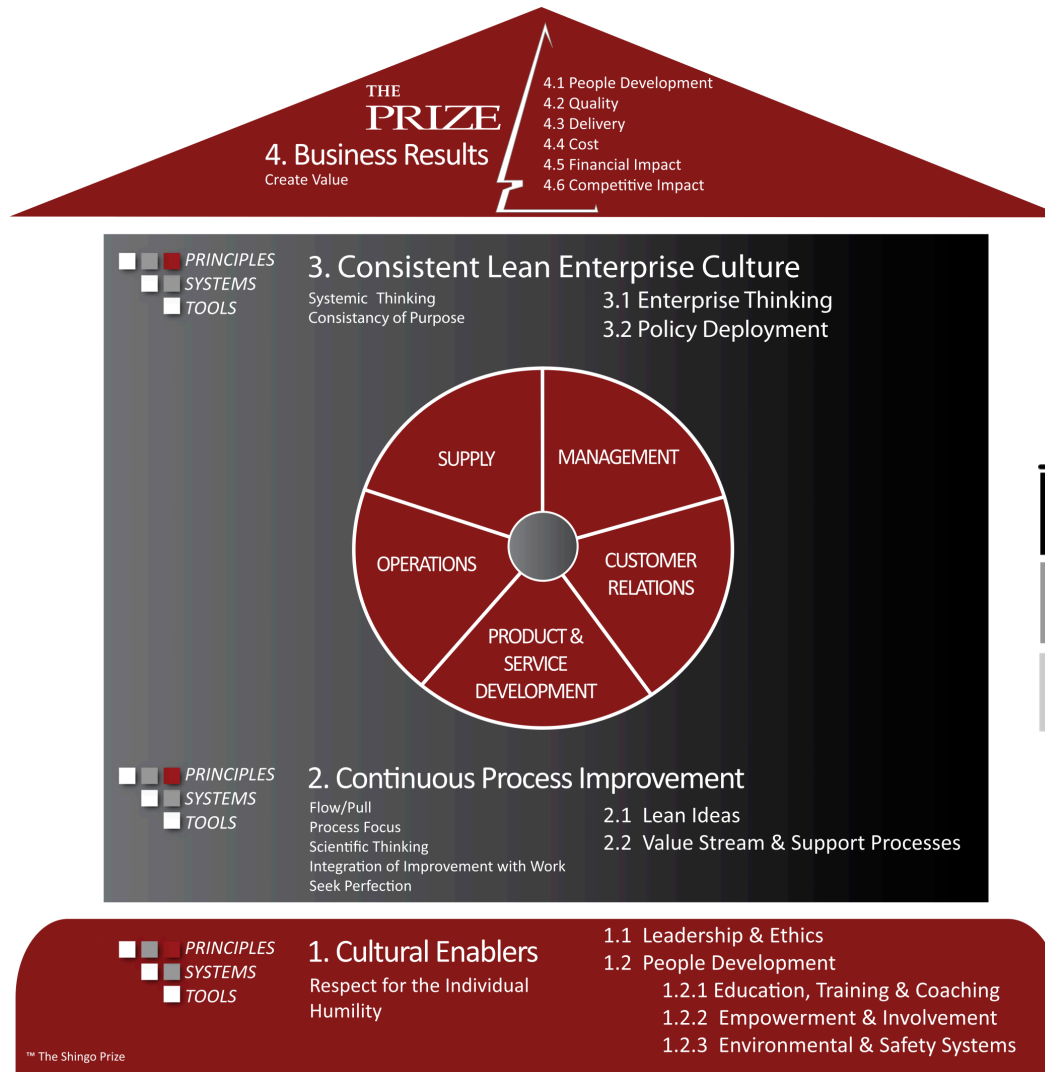 THE
PRIZE
4. Business Results
Create Value
4.1 People Development
4.2 Quality
4.3 Delivery
4.4 Cost
4.5 Financial Impact
4.6 Competitive Impact
PRINCIPLES
SYSTEMS
TOOLS
3. Consistent Lean Enterprise Culture
Systemic Thinking
Consistancy of Purpose
3.1 Enterprise Thinking
3.2 Policy Deployment
SUPPLY
MANAGEMENT
OPERATIONS
CUSTOMER
RELATIONS
PRODUCT &
SERVICE
DEVELOPMENT
PRINCIPLES
SYSTEMS
TOOLS
2. Continuous Process Improvement
Flow/Pull
Process Focus
Scientific Thinking
Integration of Improvement with Work
Seek Perfection
2.1 Lean Ideas
2.2 Value Stream & Support Processes
PRINCIPLES
SYSTEMS
TOOLS
1. Cultural Enablers
Respect for the Individual
Humility
1.1 Leadership & Ethics
1.2 People Development
1.2.1 Education, Training & Coaching
1.2.2 Empowerment & Involvement
1.2.3 Environmental & Safety Systems
™ The Shingo Prize